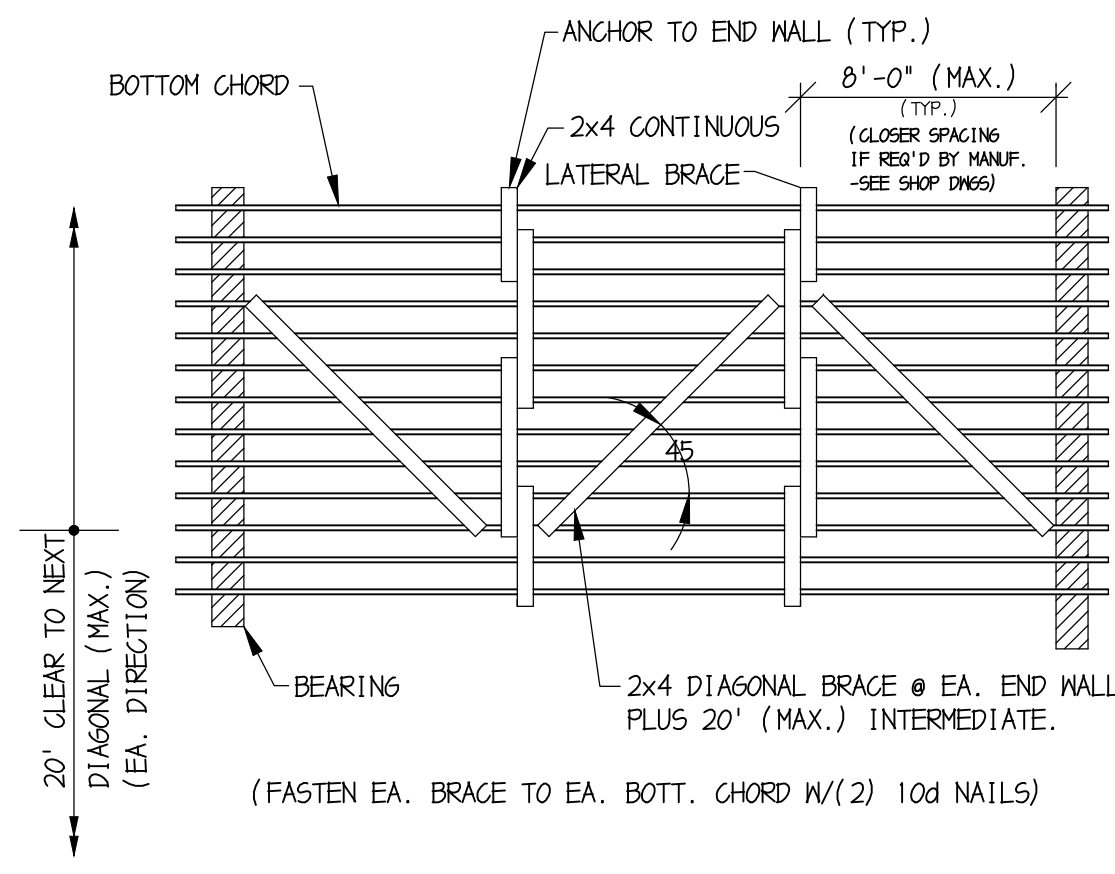 ANCHOR TO END WALL (TYP.)
BOTTOM CHORD
8'-0" (MAX.)
(TYP.)
(CLOSER SPACING
IF REQ'D BY MANUF.
-SEE SHOP DWGS)
2x4 CONTINUOUS
LATERAL BRACE
45
20' CLEAR TO NEXT
DIAGONAL (MAX.)
(EA. DIRECTION)
BEARING
2x4 DIAGONAL BRACE @ EA. END WALL
PLUS 20' (MAX.) INTERMEDIATE.
(FASTEN EA. BRACE TO EA. BOTT. CHORD W/(2) 10d NAILS)